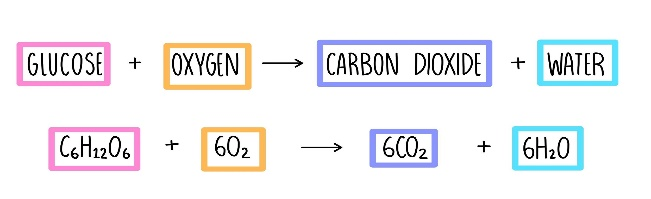 GLUCOSE + OXYGEN → CARBON DIOXIDE + WATER
C₆H₁₂O₆ + 6O₂ → 6CO₂ + 6H₂O